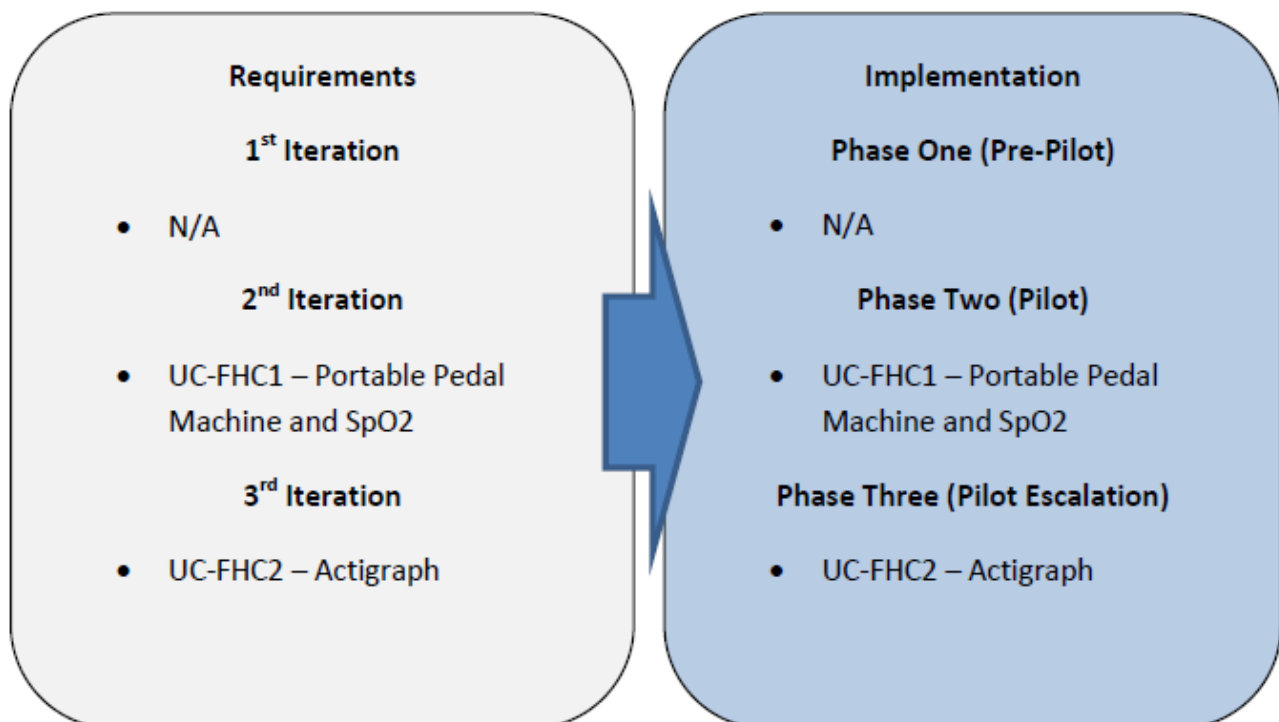 Requirements
1st Iteration
• N/A
2nd Iteration
• UC-FHC1 – Portable Pedal
Machine and SpO2
3rd Iteration
• UC-FHC2 – Actigraph
Implementation
Phase One (Pre-Pilot)
• N/A
Phase Two (Pilot)
• UC-FHC1 – Portable Pedal
Machine and SpO2
Phase Three (Pilot Escalation)
• UC-FHC2 – Actigraph